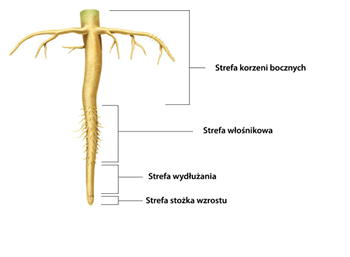 Strefa korzeni bocznych
Strefa włośnikowa
Strefa wydłużania
Strefa stożka wzrostu